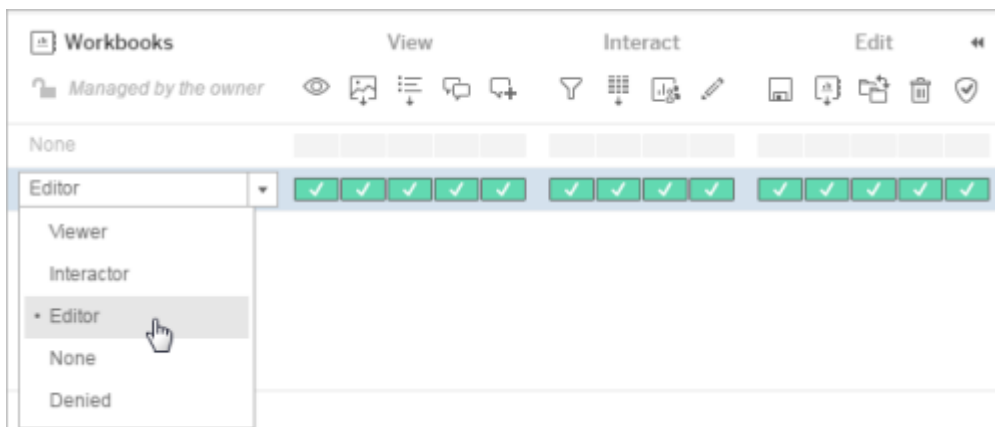 Workbooks View Interact Edit
Managed by the owner
None
Editor
Viewer
Interactor
Editor
None
Denied